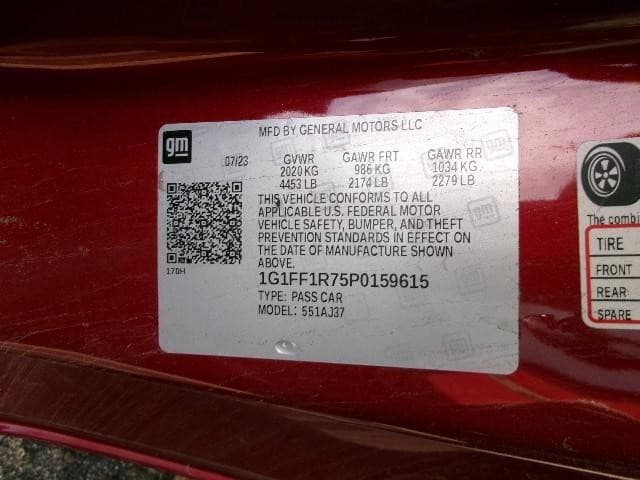 gm
MFD BY GENERAL MOTORS LLC
07/23 GVWR GAWR FRT GAWR RR
2020 KG 986 KG 1034 KG
4453 LB 2174 LB 2279 LB
THIS VEHICLE CONFORMS TO ALL
APPLICABLE U.S. FEDERAL MOTOR
VEHICLE SAFETY, BUMPER, AND THEFT
PREVENTION STANDARDS IN EFFECT ON
THE DATE OF MANUFACTURE SHOWN
ABOVE.
170H
1G1FF1R75P0159615
TYPE: PASS CAR
MODEL: 551AJ37
The combi
TIRE
FRONT
REAR
SPARE